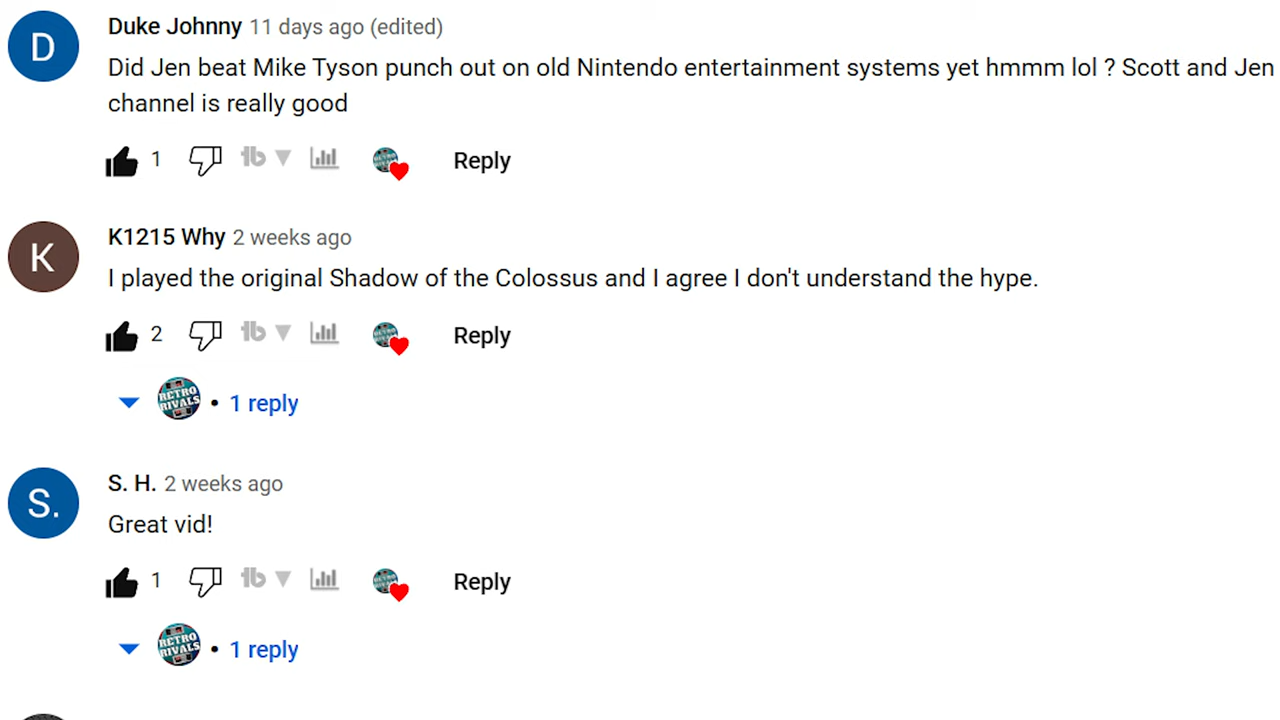 D
Duke Johnny 11 days ago (edited)
Did Jen beat Mike Tyson punch out on old Nintendo entertainment systems yet hmmm lol ? Scott and Jen
channel is really good
1 tb Reply
K
K1215 Why 2 weeks ago
I played the original Shadow of the Colossus and I agree I don't understand the hype.
2 tb Reply
RETRO RIVALS • 1 reply
S.
S. H. 2 weeks ago
Great vid!
1 tb Reply
RETRO RIVALS • 1 reply